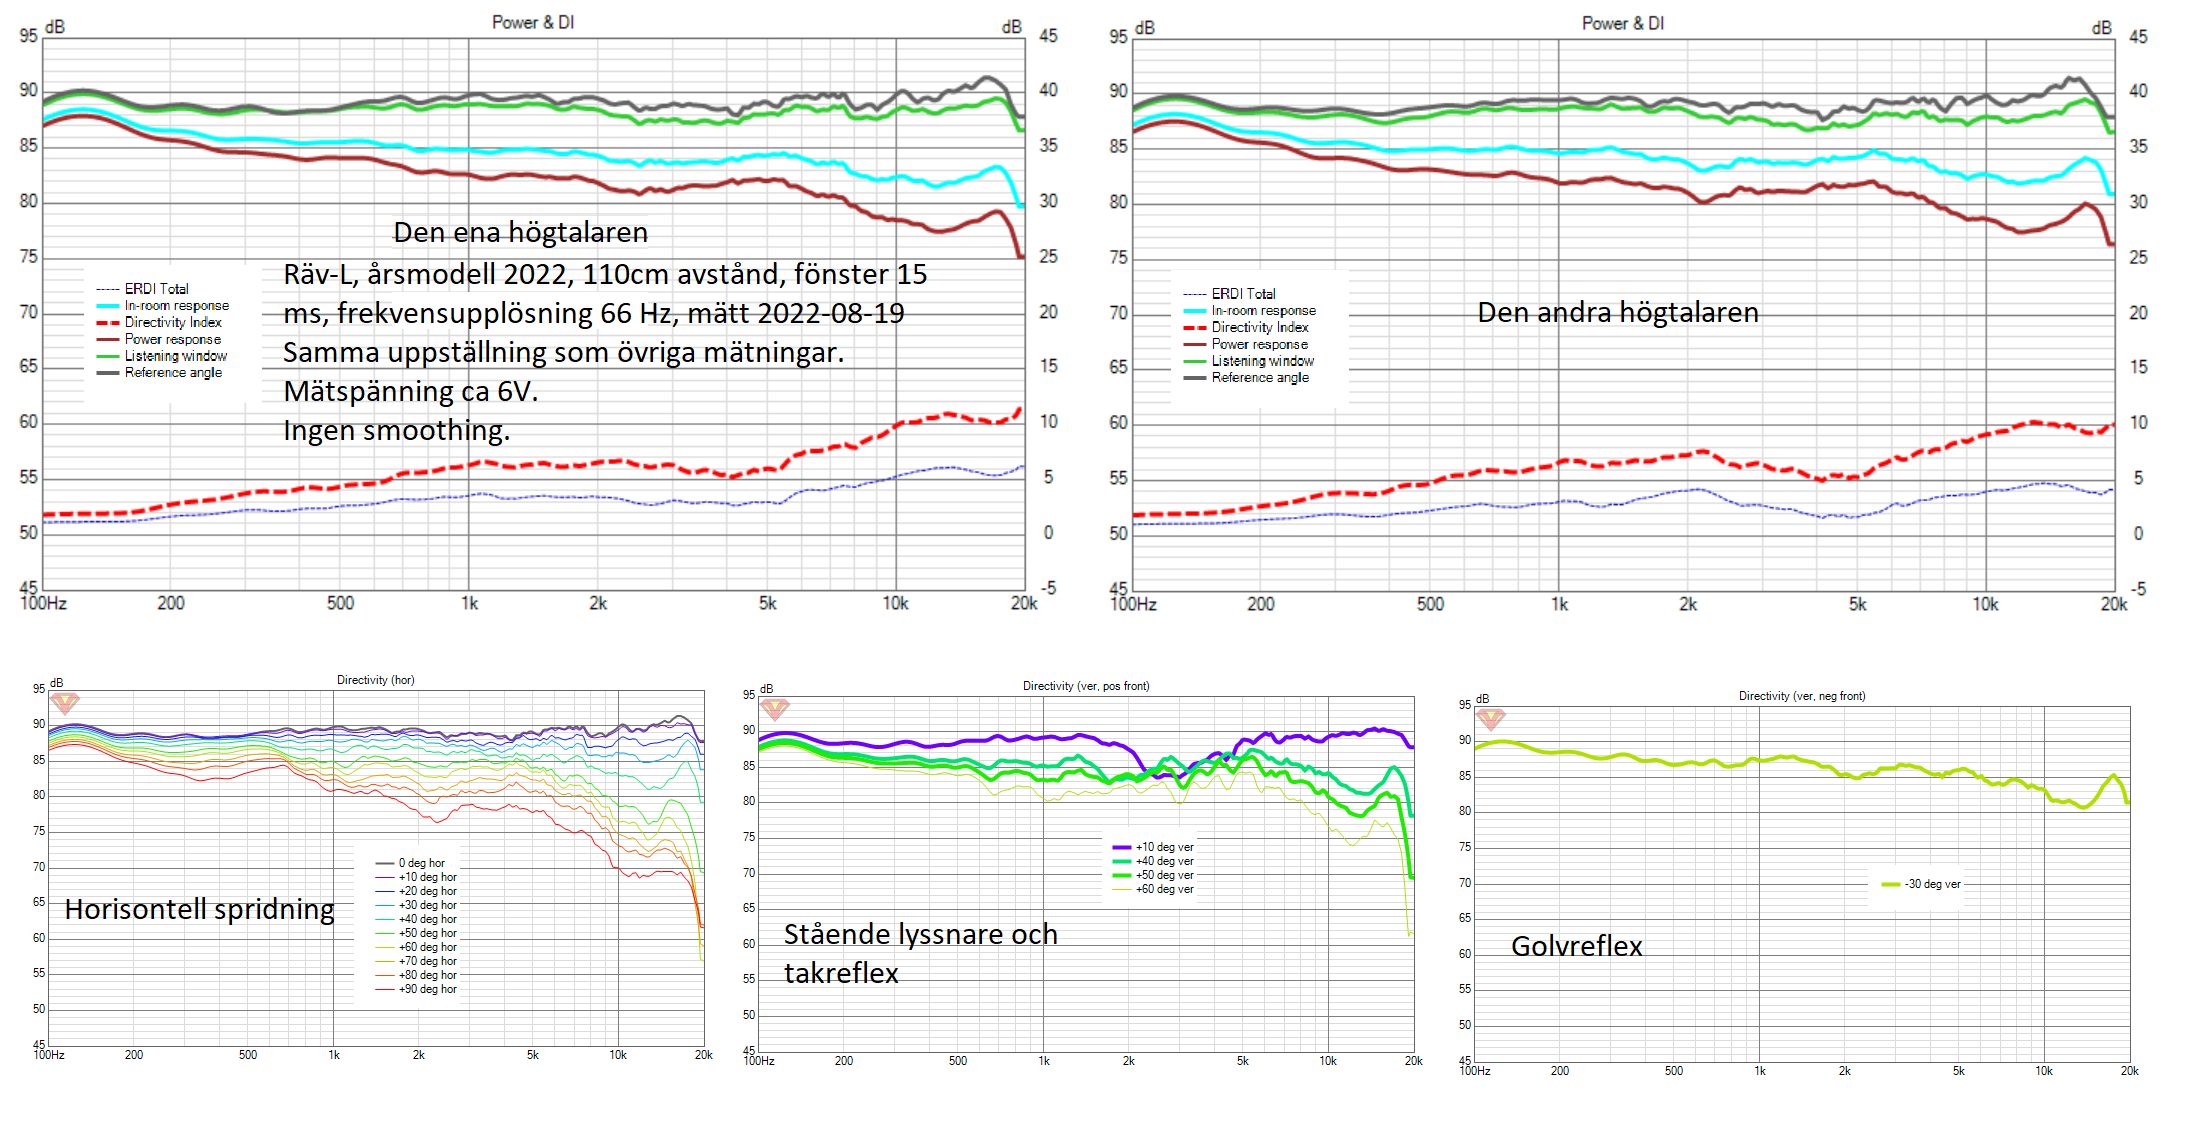 Power & DI
dB
dB
95
90
85
80
75
70
65
60
55
50
45
45
40
35
30
25
20
15
10
5
0
-5
100Hz 200 500 1k 2k 5k 10k 20k
Den ena högtalaren
Räv-L, årsmodell 2022, 110cm avstånd, fönster 15
ms, frekvensupplösning 66 Hz, mätt 2022-08-19
Samma uppställning som övriga mätningar.
Mätspänning ca 6V.
Ingen smoothing.
ERDI Total
In-room response
Directivity Index
Power response
Listening window
Reference angle
Power & DI
dB
dB
95
90
85
80
75
70
65
60
55
50
45
45
40
35
30
25
20
15
10
5
0
-5
100Hz 200 500 1k 2k 5k 10k 20k
Den andra högtalaren
ERDI Total
In-room response
Directivity Index
Power response
Listening window
Reference angle
Directivity (hor)
dB
95
90
85
80
75
70
65
60
55
50
45
100Hz 200 500 1k 2k 5k 10k 20k
0 deg hor
+10 deg hor
+20 deg hor
+30 deg hor
+40 deg hor
+50 deg hor
+60 deg hor
+70 deg hor
+80 deg hor
+90 deg hor
Horisontell spridning
Directivity (ver, pos front)
dB
95
90
85
80
75
70
65
60
55
50
45
100Hz 200 500 1k 2k 5k 10k 20k
+10 deg ver
+40 deg ver
+50 deg ver
+60 deg ver
Stående lyssnare och
takreflex
Directivity (ver, neg front)
dB
95
90
85
80
75
70
65
60
55
50
45
100Hz 200 500 1k 2k 5k 10k 20k
-30 deg ver
Golvreflex